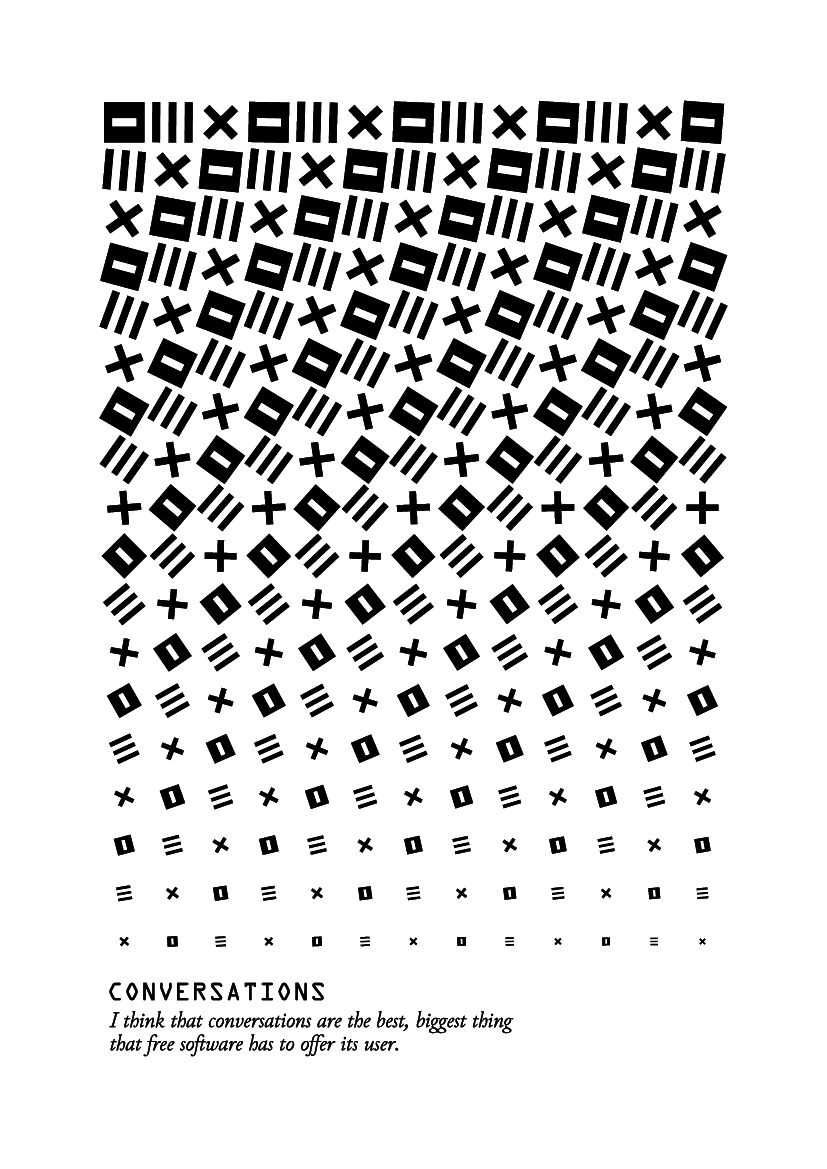 CONVERSATIONS
I think that conversations are the best, biggest thing
that free software has to offer its user.